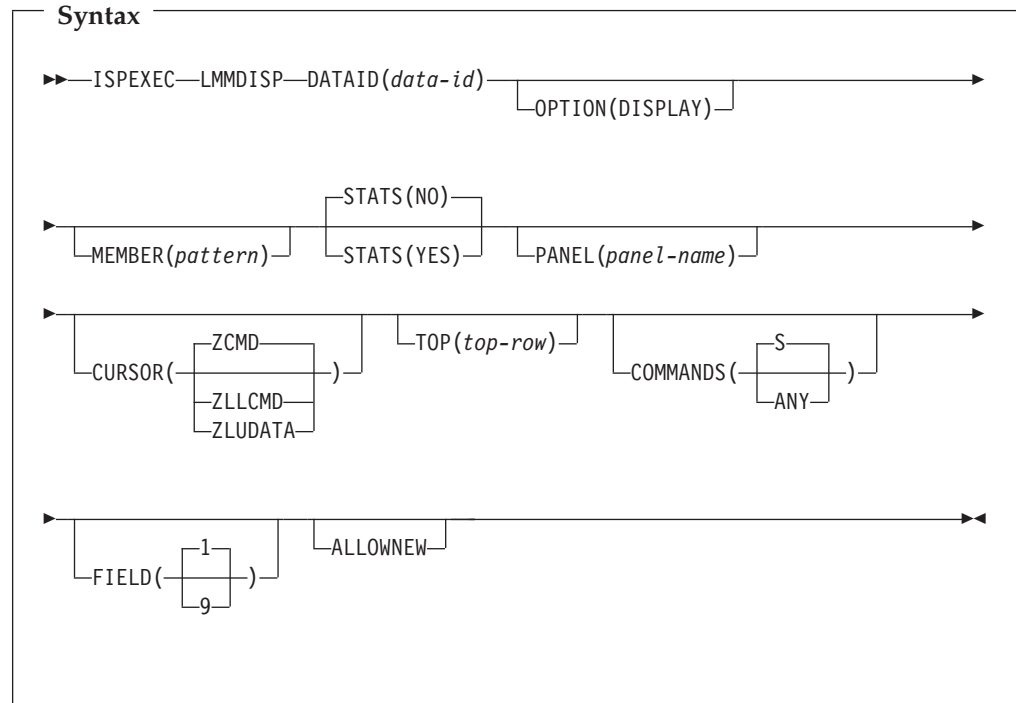 Syntax
ISPEXEC LMMDISP DATAID(data-id)
OPTION(DISPLAY)
STATS(NO)
MEMBER(pattern) STATS(YES) PANEL(panel-name)
ZCMD S
CURSOR( ) TOP(top-row) COMMANDS( )
ZLLCMD ANY
ZLUDATA
1
FIELD( ) ALLOWNEW
9